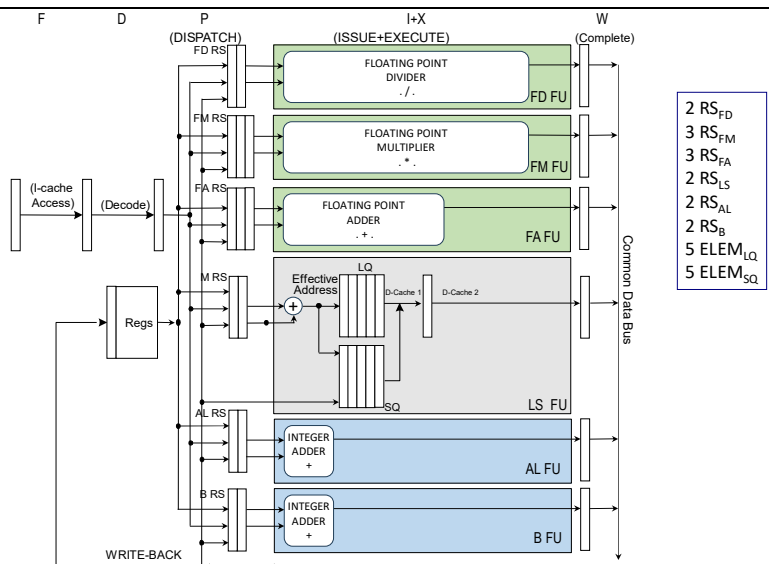 F D P I+X W
(DISPATCH) (ISSUE+EXECUTE) (Complete)
FD RS
FLOATING POINT
DIVIDER
. / .
FD FU
FM RS
FLOATING POINT
MULTIPLIER
. * .
FM FU
(I-cache
Access)
(Decode)
FA RS
FLOATING POINT
ADDER
. + .
FA FU
M RS
Effective
Address
+
LQ
D-Cache 1
D-Cache 2
Regs
SQ
LS FU
AL RS
INTEGER
ADDER
+
AL FU
B RS
INTEGER
ADDER
+
B FU
WRITE-BACK
Common Data Bus
2 RS_FD
3 RS_FM
3 RS_FA
2 RS_LS
2 RS_AL
2 RS_B
5 ELEM_LQ
5 ELEM_SQ